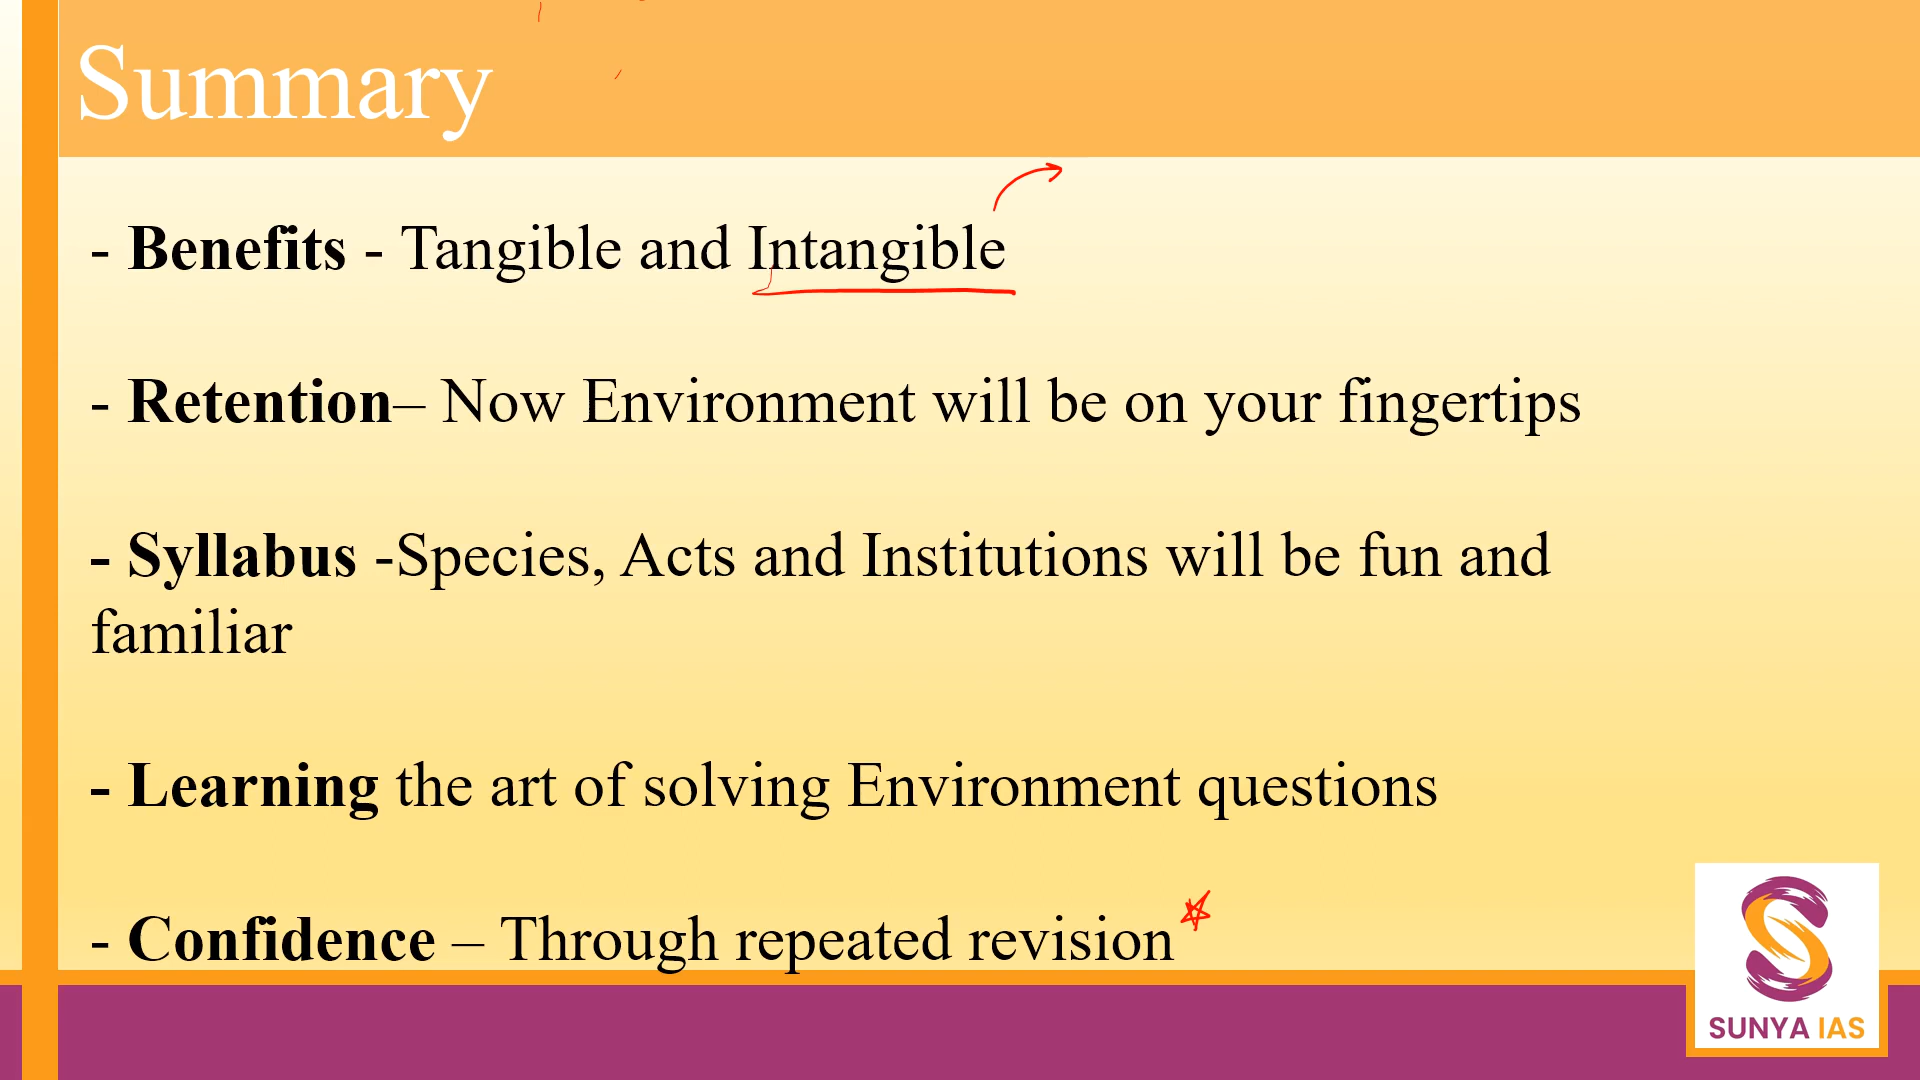 Summary
- Benefits - Tangible and Intangible
- Retention– Now Environment will be on your fingertips
- Syllabus -Species, Acts and Institutions will be fun and
familiar
- Learning the art of solving Environment questions
- Confidence – Through repeated revision
SUNYA IAS